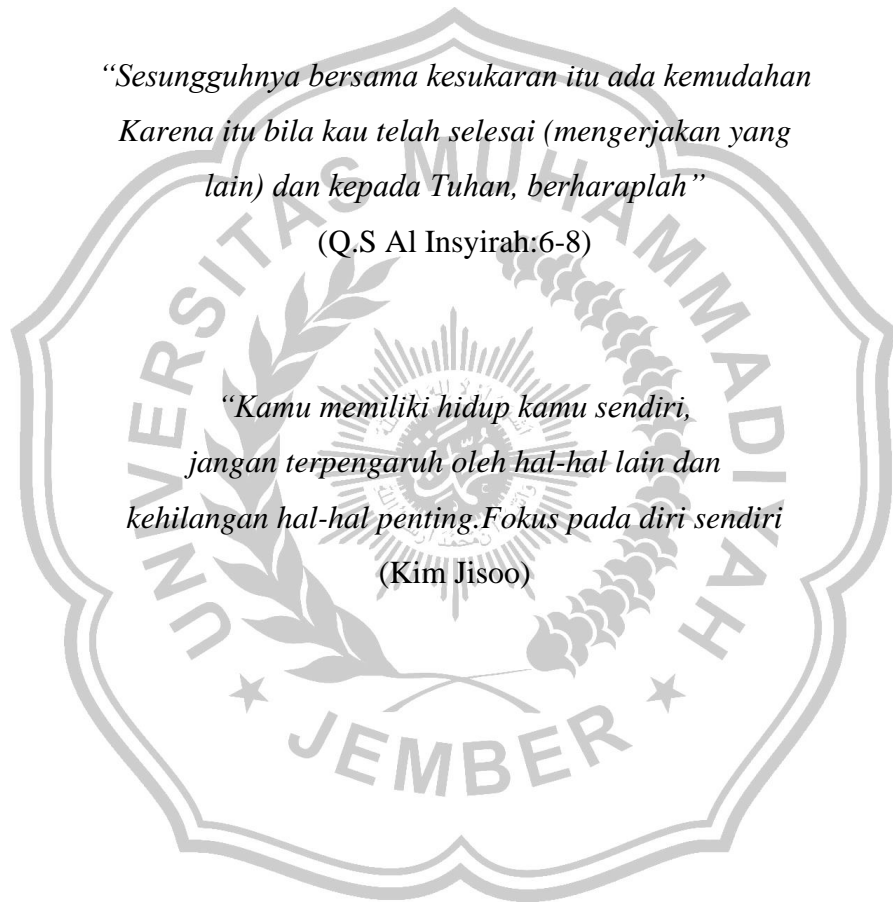 “Sesungguhnya bersama kesukaran itu ada kemudahan
Karena itu bila kau telah selesai (mengerjakan yang
lain) dan kepada Tuhan, berharaplah”
(Q.S Al Insyirah:6-8)
“Kamu memiliki hidup kamu sendiri,
jangan terpengaruh oleh hal-hal lain dan
kehilangan hal-hal penting.Fokus pada diri sendiri
(Kim Jisoo)
UNIVERSITAS MUHAMMADIYAH
JEMBER